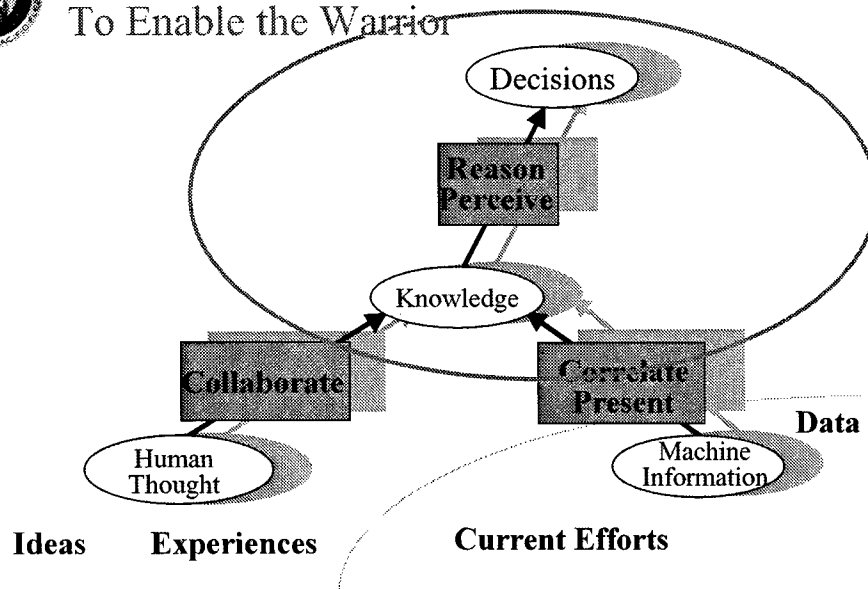 To Enable the Warrior
Decisions
Reason
Perceive
Knowledge
Collaborate
Correlate
Present
Data
Human
Thought
Machine
Information
Ideas
Experiences
Current Efforts